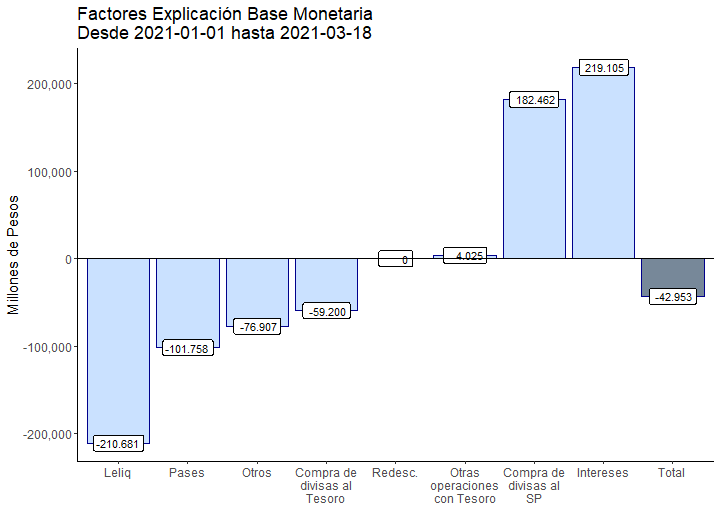 Factores Explicación Base Monetaria
Desde 2021-01-01 hasta 2021-03-18
Millones de Pesos
200,000
100,000
0
-100,000
-200,000
-210.681
-101.758
-76.907
-59.200
0
4.025
182.462
219.105
-42.953
Leliq
Pases
Otros
Compra de
divisas al
Tesoro
Redesc.
Otras
operaciones
con Tesoro
Compra de
divisas al
SP
Intereses
Total